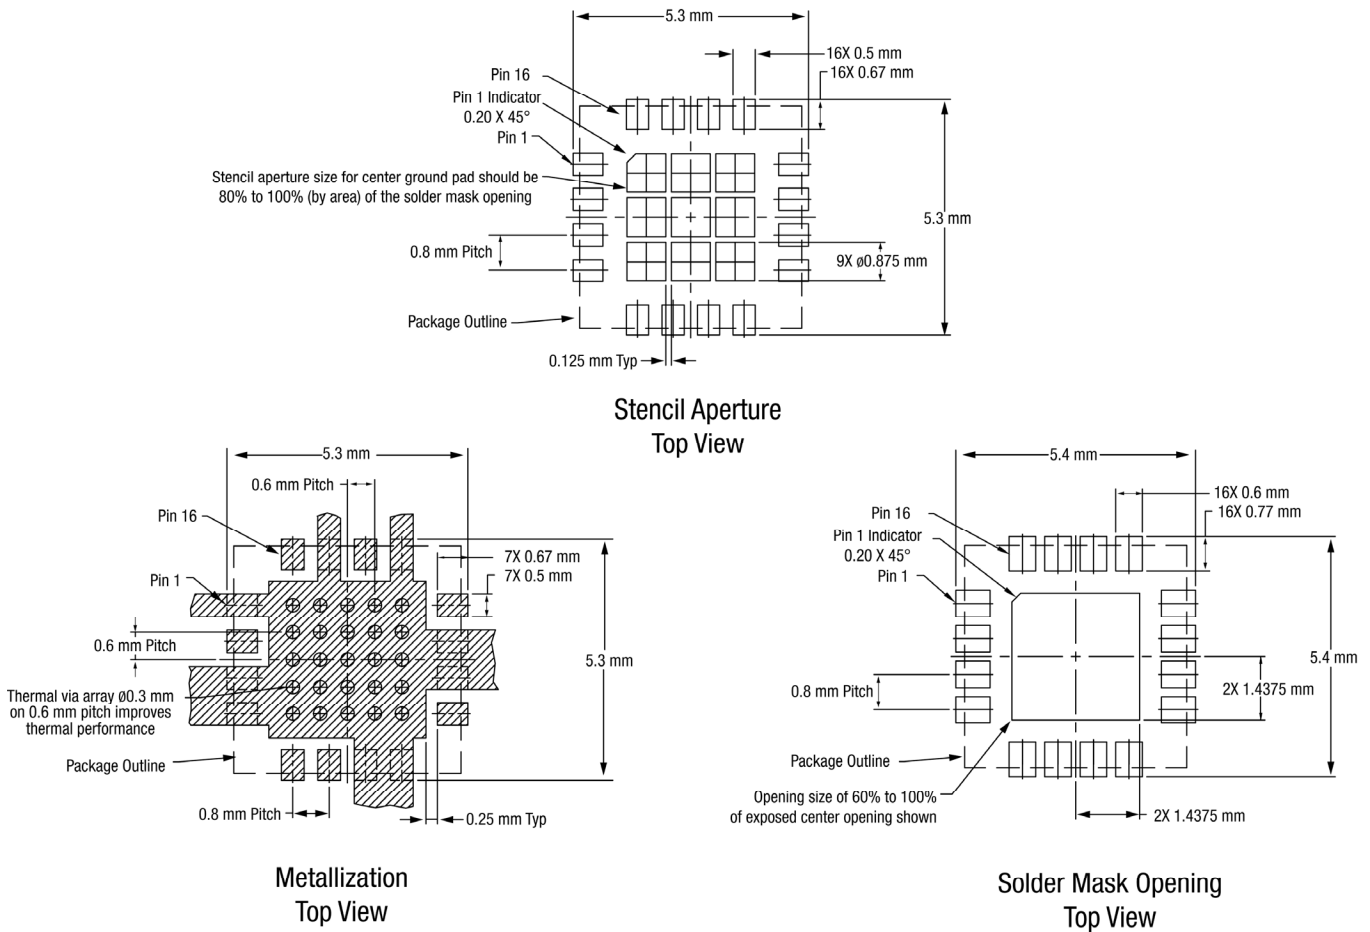 5.3 mm
16X 0.5 mm
16X 0.67 mm
Pin 16
Pin 1 Indicator
0.20 X 45°
Pin 1
Stencil aperture size for center ground pad should be
80% to 100% (by area) of the solder mask opening
5.3 mm
0.8 mm Pitch
9X ø0.875 mm
Package Outline
0.125 mm Typ
Stencil Aperture
Top View
5.3 mm
0.6 mm Pitch
Pin 16
7X 0.67 mm
7X 0.5 mm
Pin 1
0.6 mm Pitch
5.3 mm
Thermal via array ø0.3 mm
on 0.6 mm pitch improves
thermal performance
Package Outline
0.8 mm Pitch
0.25 mm Typ
Metallization
Top View
5.4 mm
16X 0.6 mm
16X 0.77 mm
Pin 16
Pin 1 Indicator
0.20 X 45°
Pin 1
5.4 mm
0.8 mm Pitch
2X 1.4375 mm
Package Outline
Opening size of 60% to 100%
of exposed center opening shown
2X 1.4375 mm
Solder Mask Opening
Top View